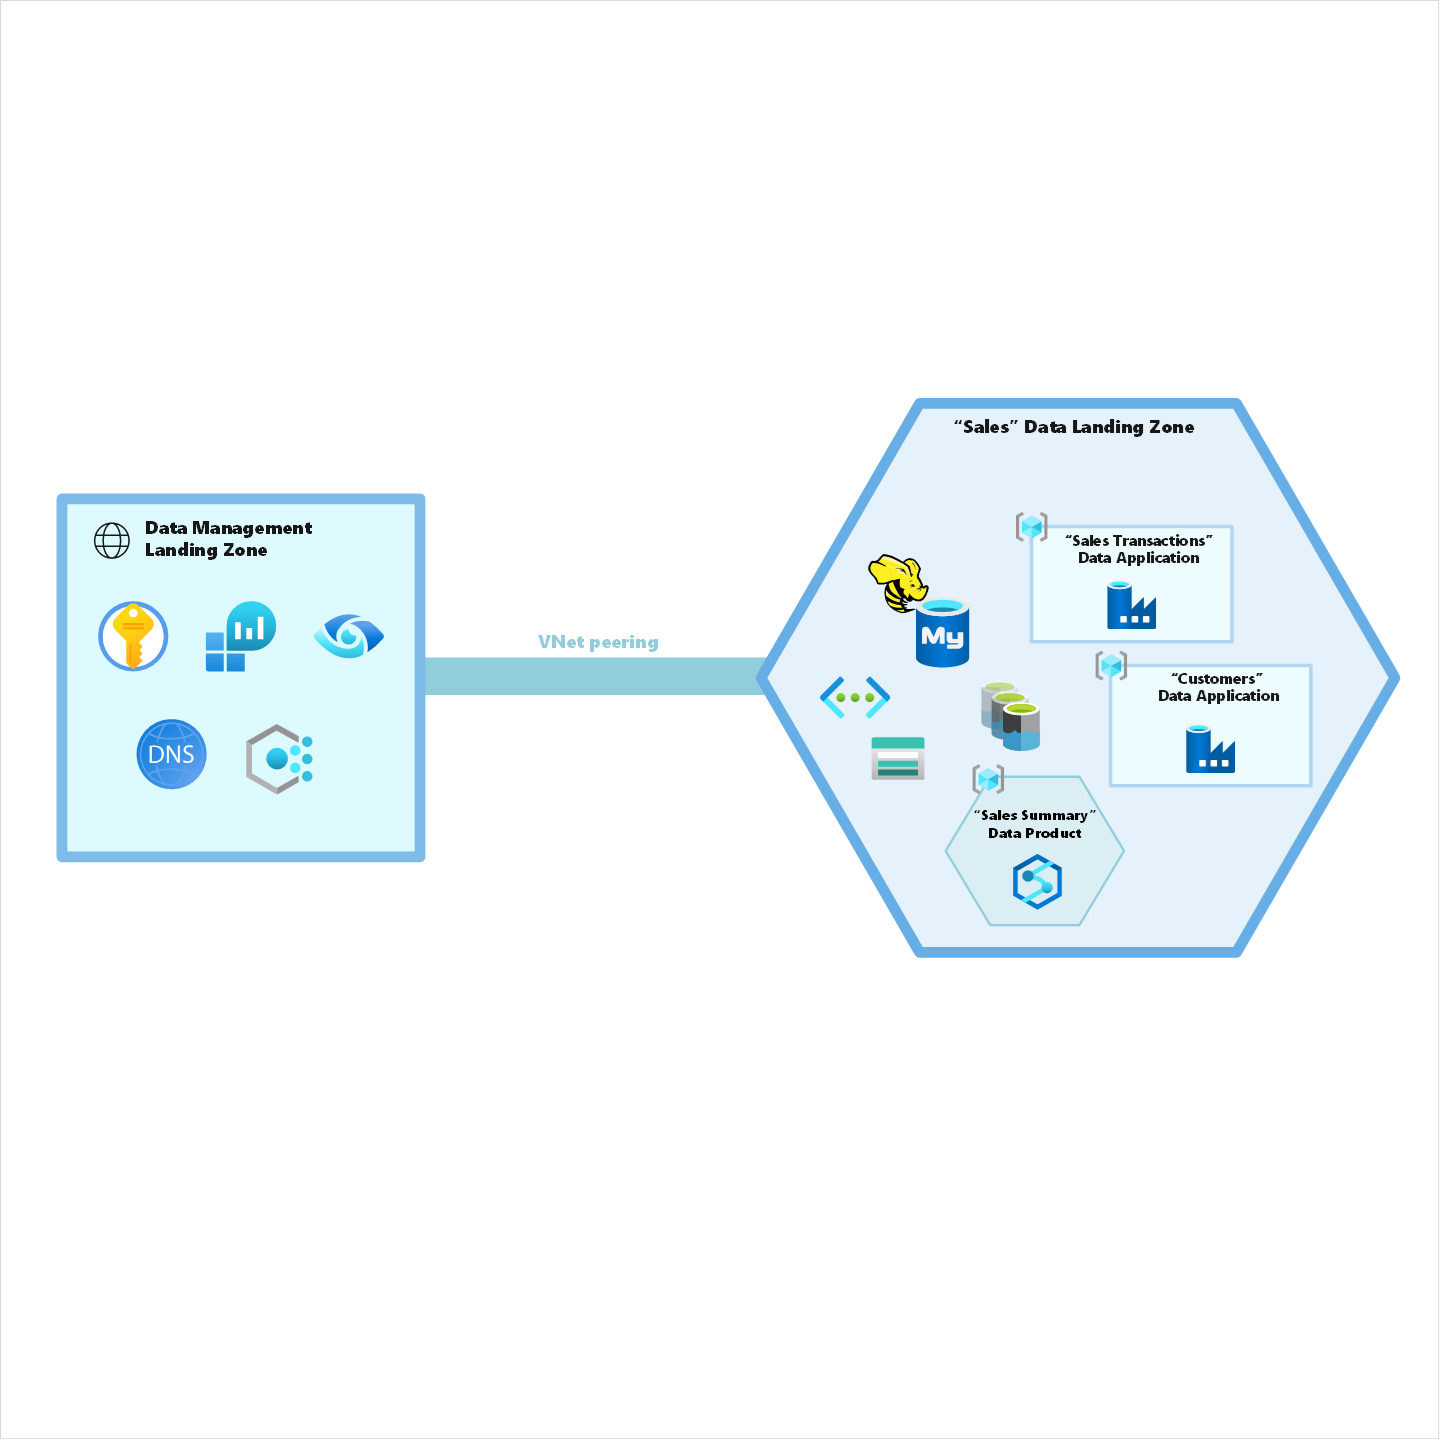 “Sales” Data Landing Zone
Data Management
Landing Zone
DNS
VNet peering
My
“Sales Transactions”
Data Application
“Customers”
Data Application
“Sales Summary”
Data Product